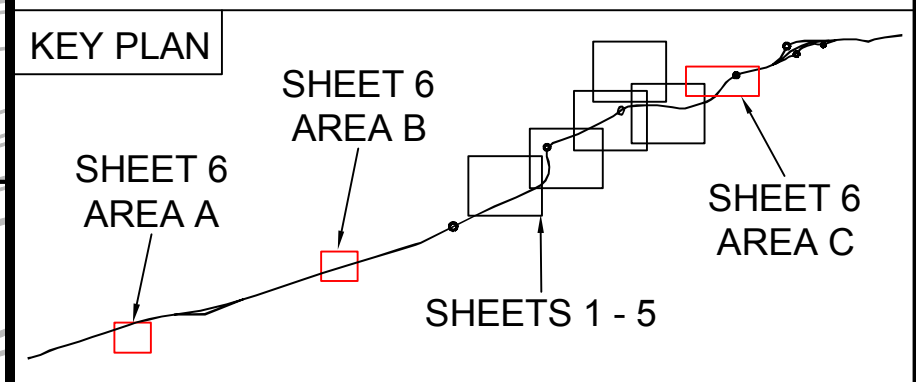 KEY PLAN
SHEET 6
AREA B
SHEET 6
AREA A
SHEET 6
AREA C
SHEETS 1 - 5